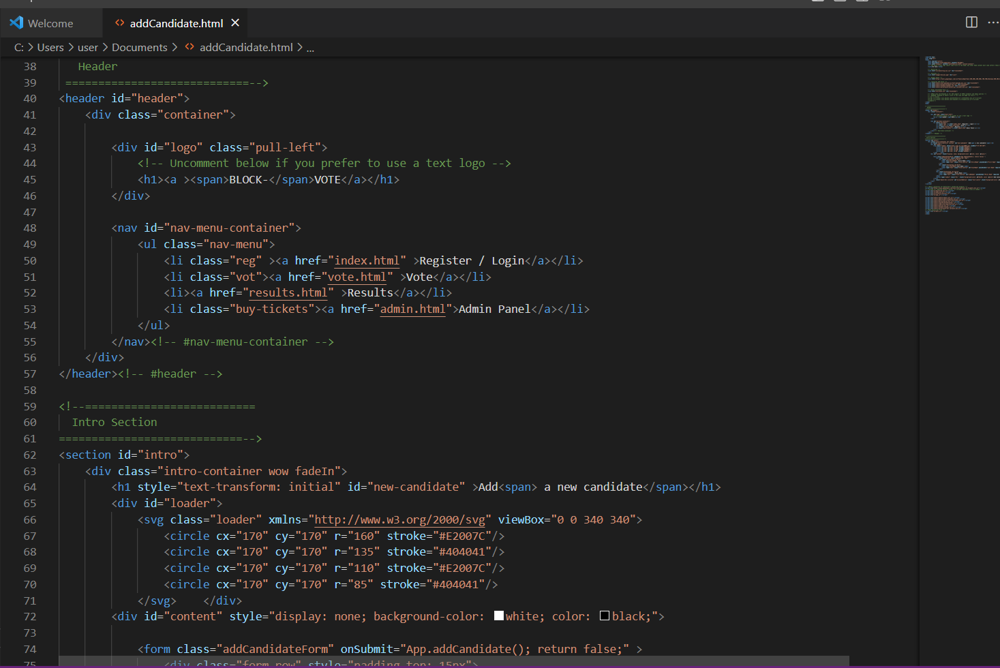 Welcome
addCandidate.html
C: > Users > user > Documents > addCandidate.html > ...
38 Header
39 ============================-->
40 <header id="header">
41 <div class="container">
42
43 <div id="logo" class="pull-left">
44 <!-- Uncomment below if you prefer to use a text logo -->
45 <h1><a ><span>BLOCK-</span>VOTE</a></h1>
46 </div>
47
48 <nav id="nav-menu-container">
49 <ul class="nav-menu">
50 <li class="reg" ><a href="index.html" >Register / Login</a></li>
51 <li class="vot"><a href="vote.html" >Vote</a></li>
52 <li><a href="results.html" >Results</a></li>
53 <li class="buy-tickets"><a href="admin.html">Admin Panel</a></li>
54 </ul>
55 </nav><!-- #nav-menu-container -->
56 </div>
57 </header><!-- #header -->
58
59 <!--==========================
60 Intro Section
61 ============================-->
62 <section id="intro">
63 <div class="intro-container wow fadeIn">
64 <h1 style="text-transform: initial" id="new-candidate" >Add<span> a new candidate</span></h1>
65 <div id="loader">
66 <svg class="loader" xmlns="http://www.w3.org/2000/svg" viewBox="0 0 340 340">
67 <circle cx="170" cy="170" r="160" stroke="#E2007C"/>
68 <circle cx="170" cy="170" r="135" stroke="#404041"/>
69 <circle cx="170" cy="170" r="110" stroke="#E2007C"/>
70 <circle cx="170" cy="170" r="85" stroke="#404041"/>
71 </svg> </div>
72 <div id="content" style="display: none; background-color: white; color: black;">
73
74 <form class="addCandidateForm" onSubmit="App.addCandidate(); return false;" >
75 <div class="form-row" style="padding-top: 15px">